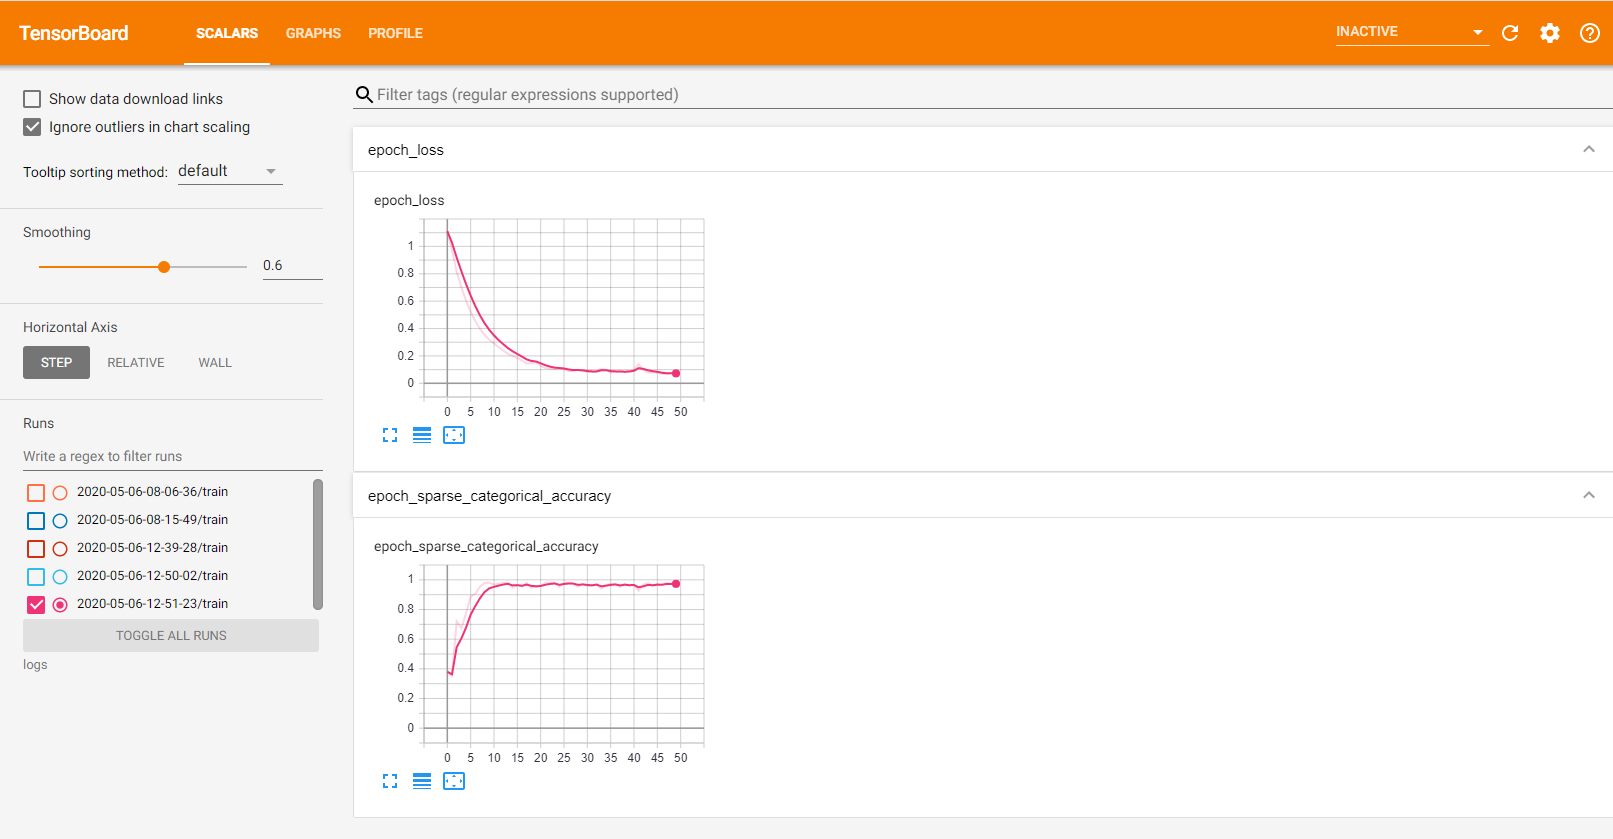 TensorBoard SCALARS GRAPHS PROFILE INACTIVE
Show data download links
Ignore outliers in chart scaling
Tooltip sorting method: default
Smoothing
0.6
Horizontal Axis
STEP RELATIVE WALL
Runs
Write a regex to filter runs
2020-05-06-08-06-36/train
2020-05-06-08-15-49/train
2020-05-06-12-39-28/train
2020-05-06-12-50-02/train
2020-05-06-12-51-23/train
TOGGLE ALL RUNS
logs
Filter tags (regular expressions supported)
epoch_loss
epoch_loss
1
0.8
0.6
0.4
0.2
0
0 5 10 15 20 25 30 35 40 45 50
epoch_sparse_categorical_accuracy
epoch_sparse_categorical_accuracy
1
0.8
0.6
0.4
0.2
0
0 5 10 15 20 25 30 35 40 45 50